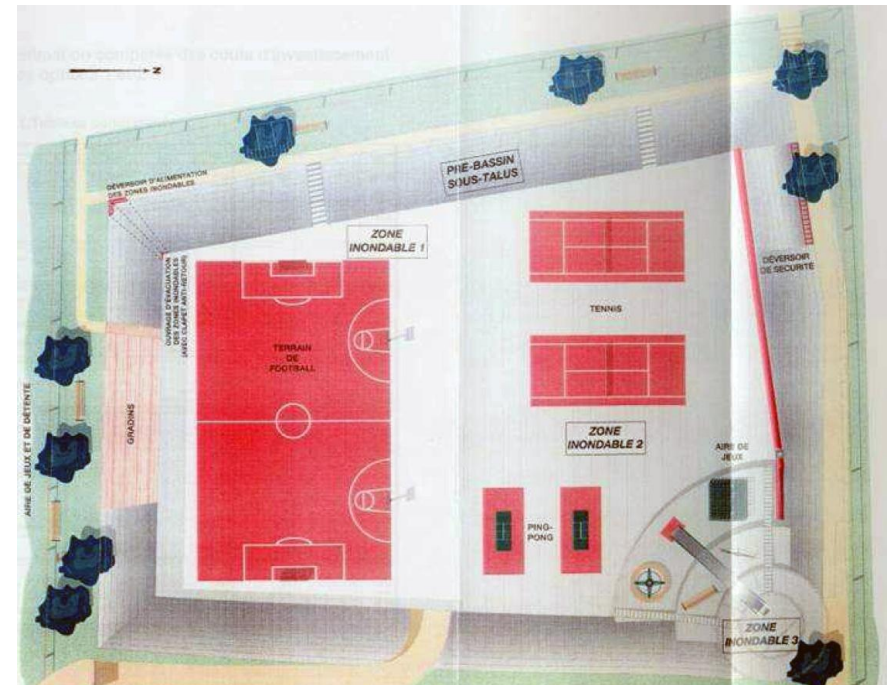 N
DÉVERSOIR D'ALIMENTATION
DES ZONES INONDABLES
PRE-BASSIN
SOUS-TALUS
ZONE
INONDABLE 1
OUVRAGE D'ÉVACUATION
DES ZONES INONDABLES
(AVEC CLAPET ANTI-RETOUR)
DÉVERSOIR
DE SECURITÉ
TENNIS
TERRAIN
DE
FOOTBALL
AIRE DE JEUX ET DE DÉTENTE
GRADINS
ZONE
INONDABLE 2
AIRE DE
JEUX
PING-
PONG
ZONE
INONDABLE 3